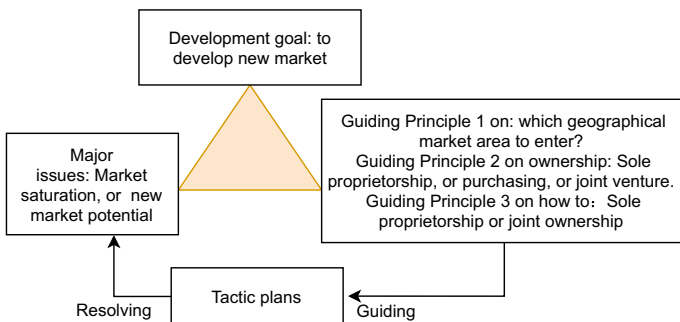 Development goal: to
develop new market
Guiding Principle 1 on: which geographical
market area to enter?
Guiding Principle 2 on ownership: Sole
proprietorship, or purchasing, or joint venture.
Guiding Principle 3 on how to: Sole
proprietorship or joint ownership
Major
issues: Market
saturation, or new
market potential
Tactic plans
Resolving
Guiding